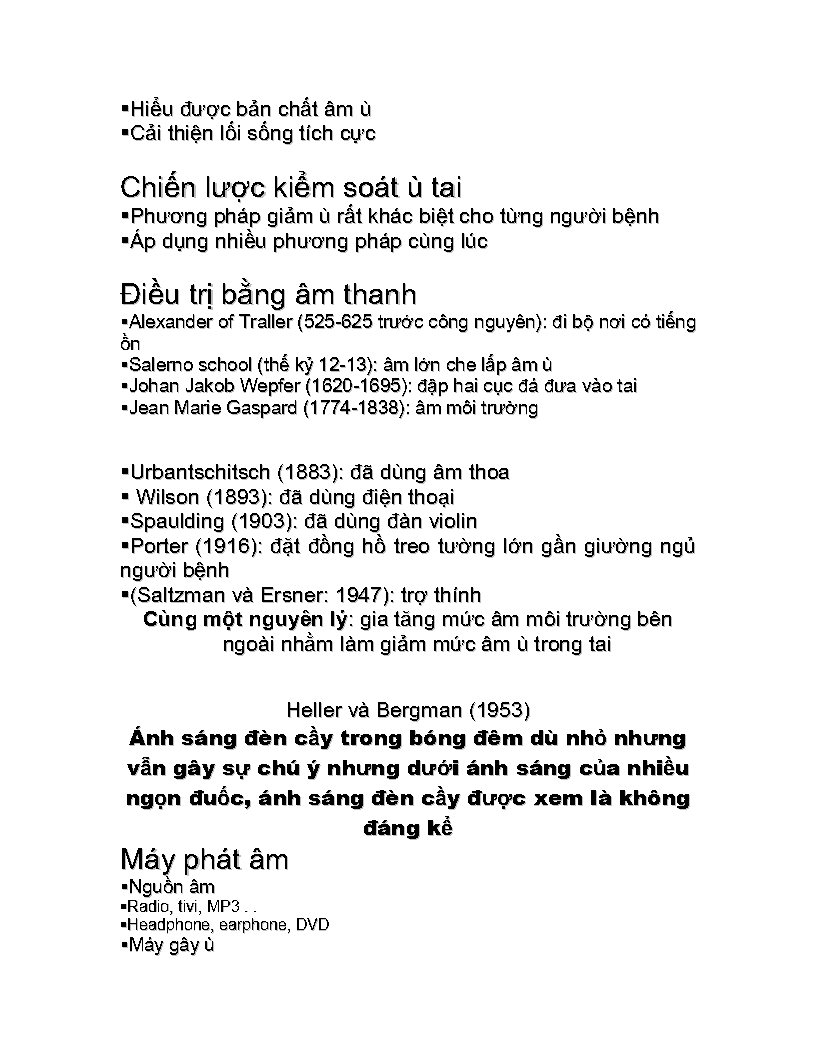 ▪Hiểu được bản chất âm ù
▪Cải thiện lối sống tích cực
Chiến lược kiểm soát ù tai
▪Phương pháp giảm ù rất khác biệt cho từng người bệnh
▪Áp dụng nhiều phương pháp cùng lúc
Điều trị bằng âm thanh
▪Alexander of Traller (525-625 trước công nguyên): đi bộ nơi có tiếng
ồn
▪Salerno school (thế kỷ 12-13): âm lớn che lấp âm ù
▪Johan Jakob Wepfer (1620-1695): đập hai cục đá đưa vào tai
▪Jean Marie Gaspard (1774-1838): âm môi trường
▪Urbantschitsch (1883): đã dùng âm thoa
▪ Wilson (1893): đã dùng điện thoại
▪Spaulding (1903): đã dùng đàn violin
▪Porter (1916): đặt đồng hồ treo tường lớn gần giường ngủ
người bệnh
▪(Saltzman và Ersner: 1947): trợ thính
Cùng một nguyên lý: gia tăng mức âm môi trường bên
ngoài nhằm làm giảm mức âm ù trong tai
Heller và Bergman (1953)
Ánh sáng đèn cầy trong bóng đêm dù nhỏ nhưng
vẫn gây sự chú ý nhưng dưới ánh sáng của nhiều
ngọn đuốc, ánh sáng đèn cầy được xem là không
đáng kể
Máy phát âm
▪Nguồn âm
▪Radio, tivi, MP3 . .
▪Headphone, earphone, DVD
▪Máy gây ù